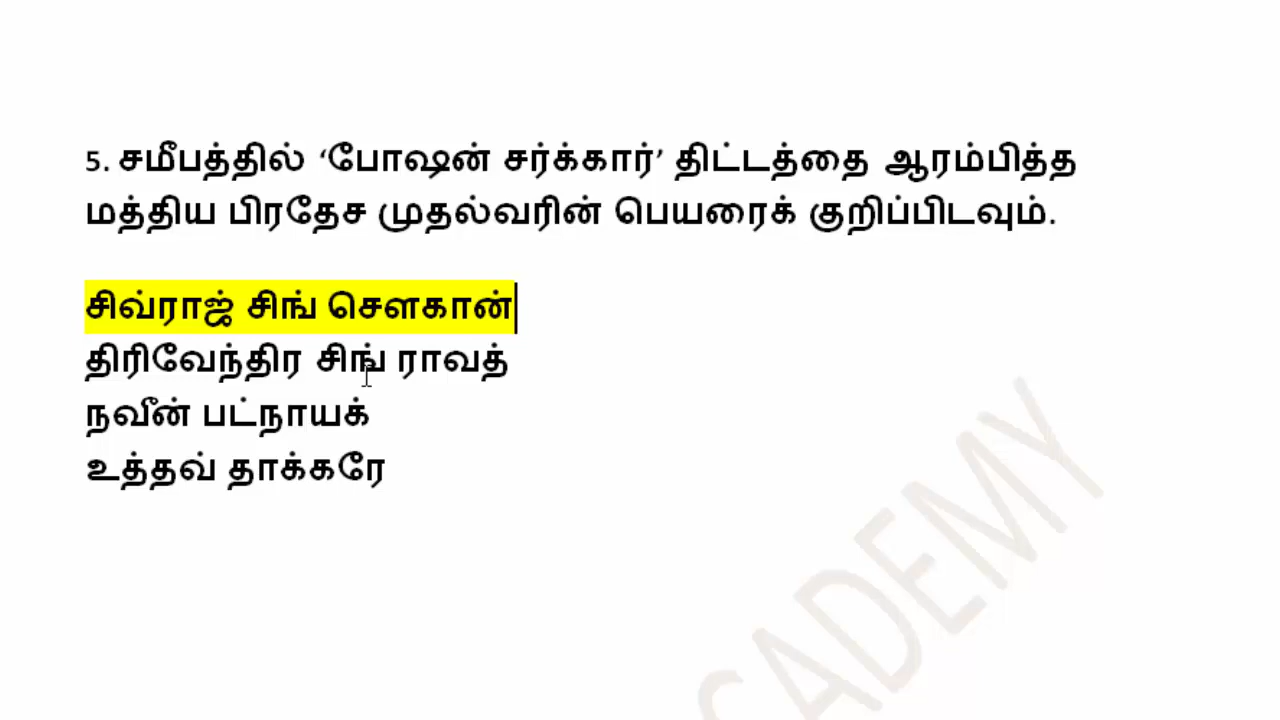 5. சமீபத்தில் ‘போஷன் சர்க்கார்’ திட்டத்தை ஆரம்பித்த
மத்திய பிரதேச முதல்வரின் பெயரைக் குறிப்பிடவும்.
சிவ்ராஜ் சிங் சௌகான்
திரிவேந்திர சிங் ராவத்
நவீன் பட்நாயக்
உத்தவ் தாக்கரே
CADEMY